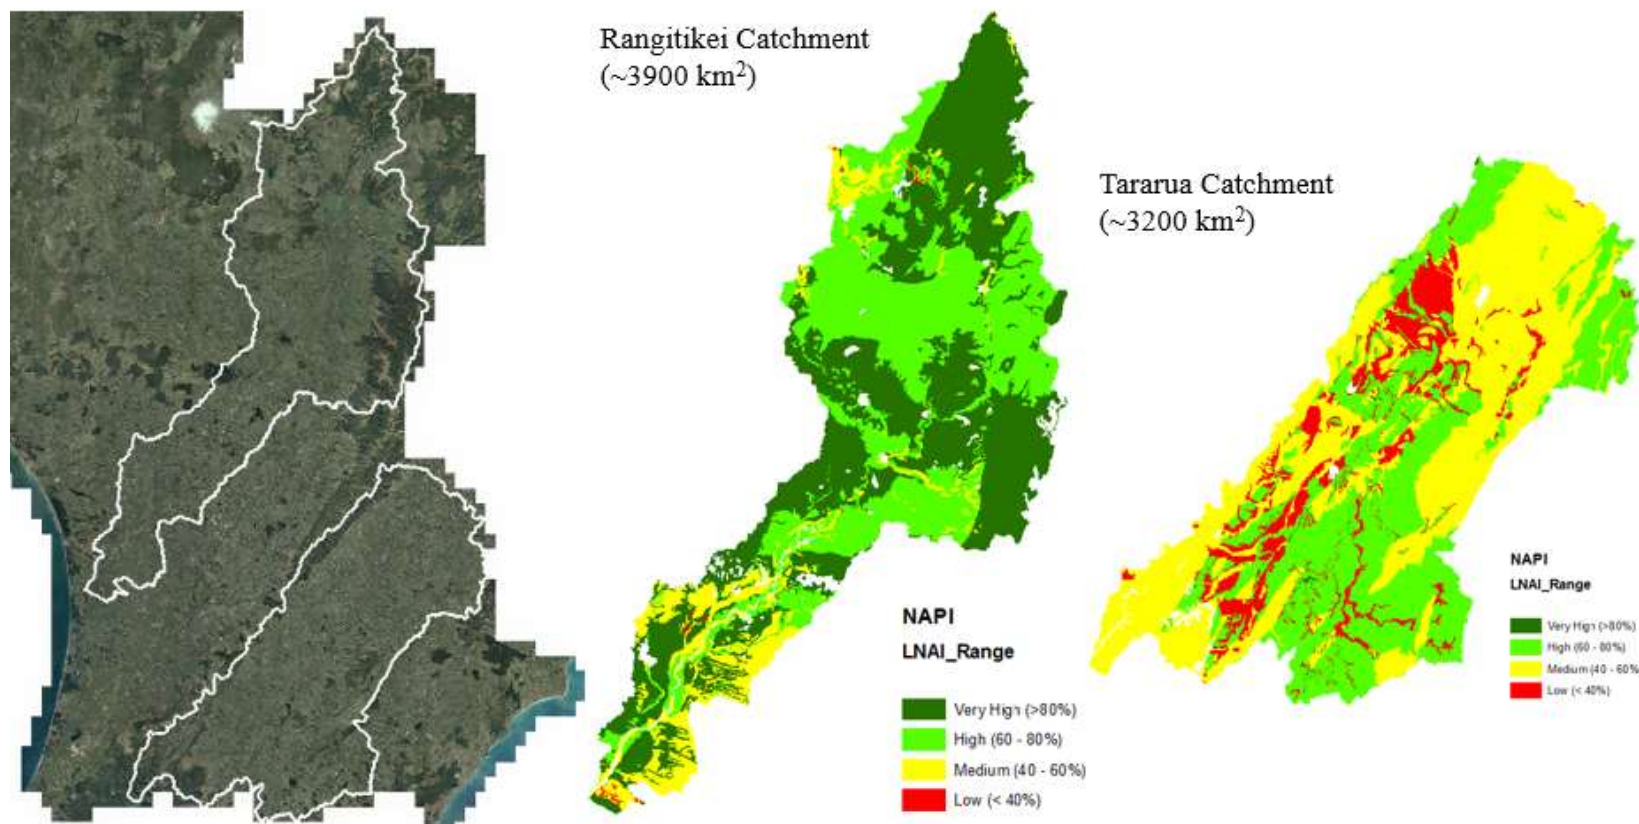 Rangitikei Catchment
(~3900 km²)
Tararua Catchment
(~3200 km²)
NAPI
LNAI_Range
Very High (>80%)
High (60 - 80%)
Medium (40 - 60%)
Low (< 40%)
NAPI
LNAI_Range
Very High (>80%)
High (60 - 80%)
Medium (40 - 60%
Low (< 40%)